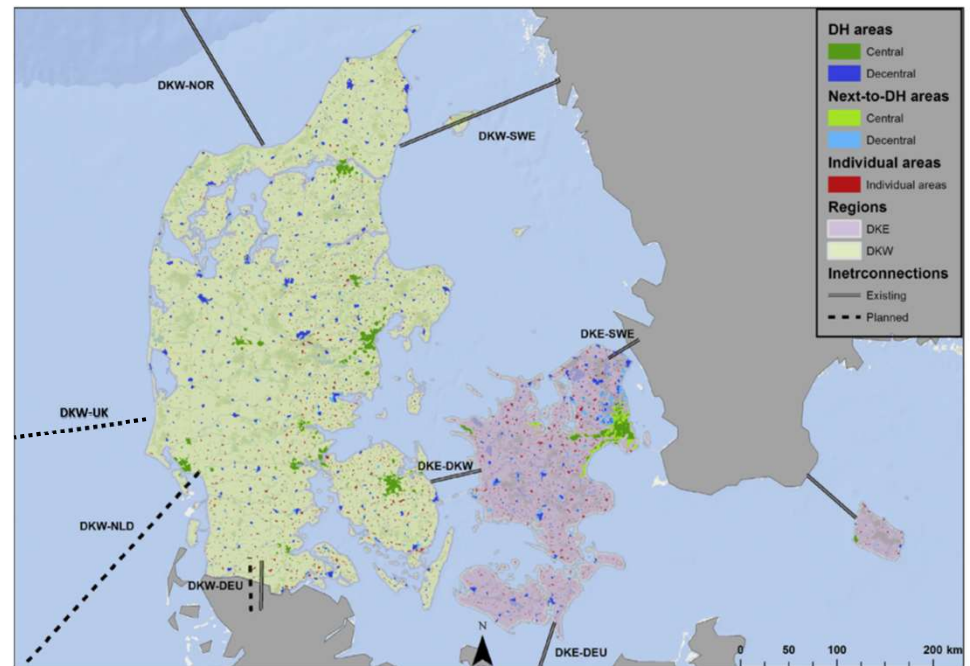 DKW-NOR
DKW-SWE
DKE-SWE
DKW-UK
DKE-DKW
DKW-NLD
DKW-DEU
DKE-DEU
N
0 50 100 200 km
DH areas
Central
Decentral
Next-to-DH areas
Central
Decentral
Individual areas
Individual areas
Regions
DKE
DKW
Inetrconnections
Existing
Planned